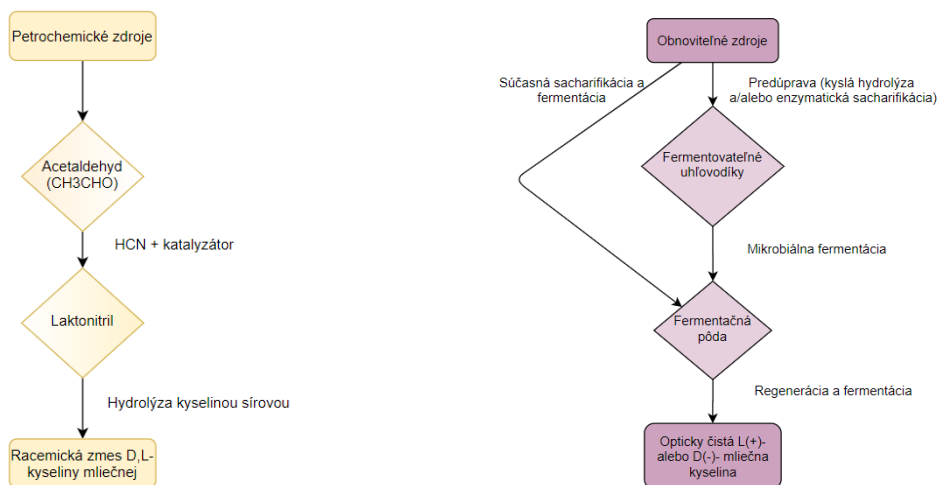 Petrochemické zdroje
Acetaldehyd
(CH3CHO)
HCN + katalyzátor
Laktonitril
Hydrolýza kyselinou sírovou
Racemická zmes D,L-
kyseliny mliečnej
Obnoviteľné zdroje
Súčasná sacharifikácia a
fermentácia
Predúprava (kyslá hydrolýza
a/alebo enzymatická sacharifikácia)
Fermentovateľné
uhľovodíky
Mikrobiálna fermentácia
Fermentačná
pôda
Regenerácia a fermentácia
Opticky čistá L(+)-
alebo D(-)- mliečna
kyselina